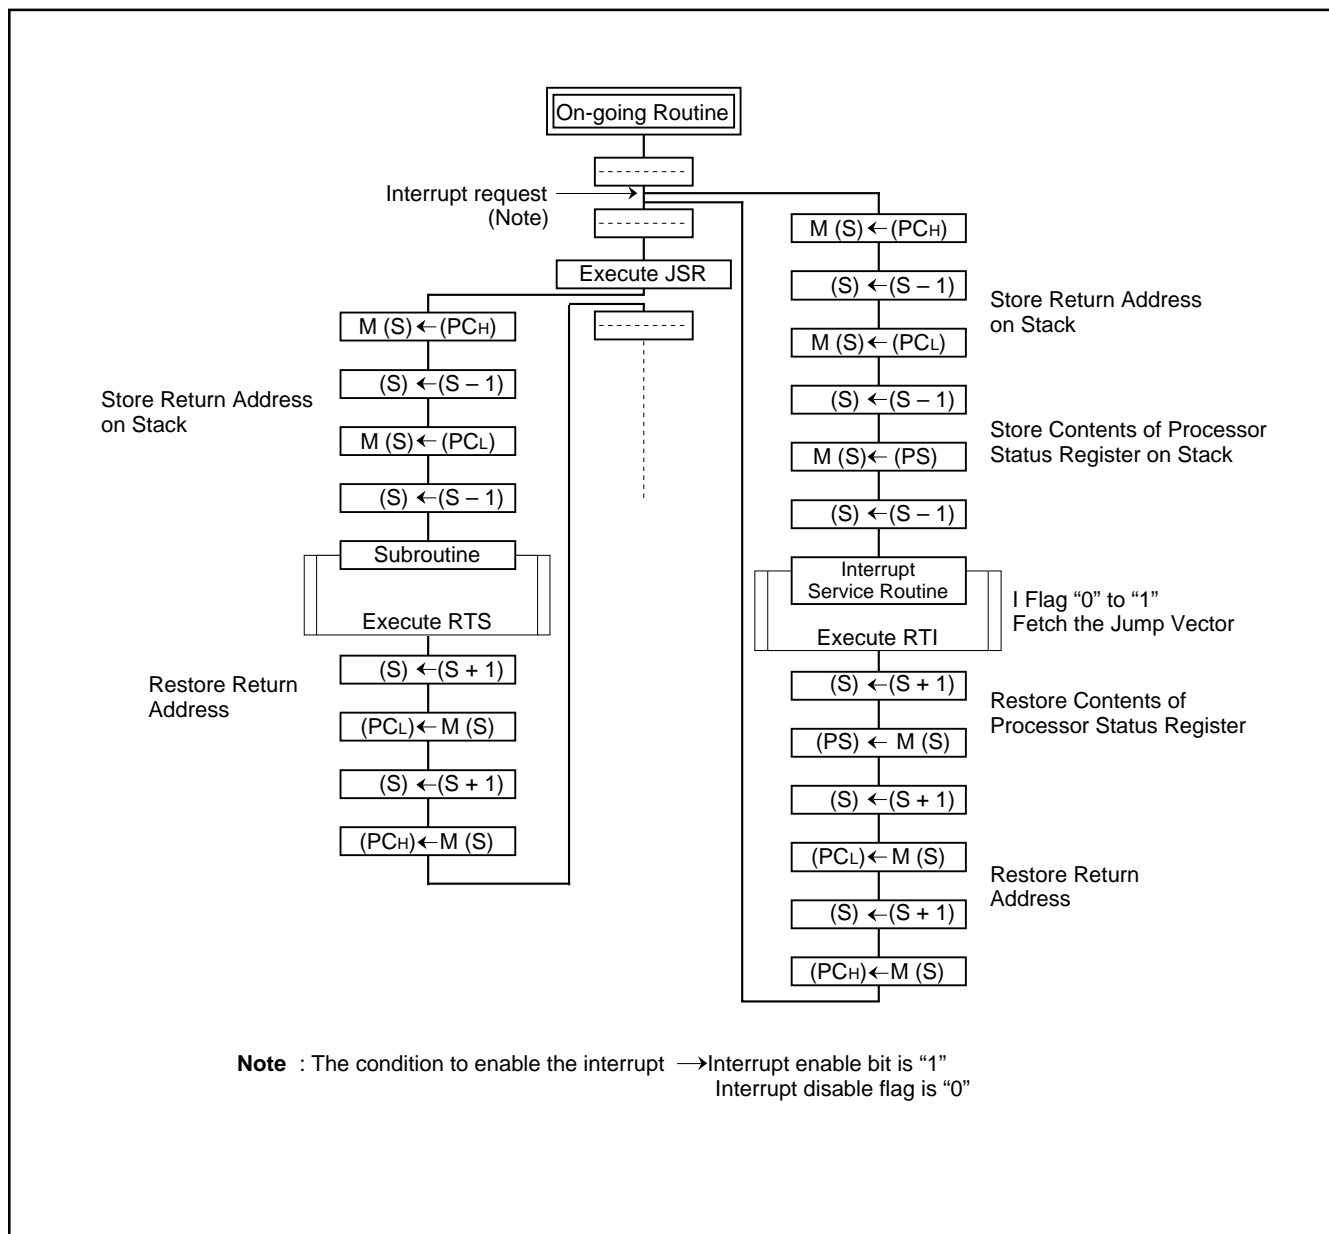 On-going Routine
Interrupt request
(Note)
Execute JSR
M (S) ← (PCH)
(S) ← (S – 1)
M (S) ← (PCL)
(S) ← (S – 1)
Store Return Address
on Stack
Subroutine
Execute RTS
(S) ← (S + 1)
(PCL) ← M (S)
(S) ← (S + 1)
(PCH) ← M (S)
Restore Return
Address
M (S) ← (PCH)
(S) ← (S – 1)
M (S) ← (PCL)
(S) ← (S – 1)
M (S) ← (PS)
(S) ← (S – 1)
Store Return Address
on Stack
Store Contents of Processor
Status Register on Stack
Interrupt
Service Routine
Execute RTI
I Flag “0” to “1”
Fetch the Jump Vector
(S) ← (S + 1)
(PS) ← M (S)
(S) ← (S + 1)
(PCL) ← M (S)
(S) ← (S + 1)
(PCH) ← M (S)
Restore Contents of
Processor Status Register
Restore Return
Address
Note : The condition to enable the interrupt → Interrupt enable bit is “1”
Interrupt disable flag is “0”